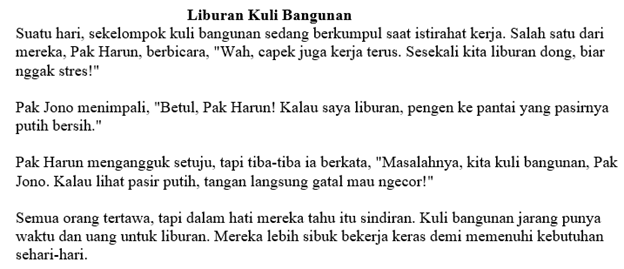 Liburan Kuli Bangunan
Suatu hari, sekelompok kuli bangunan sedang berkumpul saat istirahat kerja. Salah satu dari
mereka, Pak Harun, berbicara, "Wah, capek juga kerja terus. Sesekali kita liburan dong, biar
nggak stres!"
Pak Jono menimpali, "Betul, Pak Harun! Kalau saya liburan, pengen ke pantai yang pasirnya
putih bersih."
Pak Harun mengangguk setuju, tapi tiba-tiba ia berkata, "Masalahnya, kita kuli bangunan, Pak
Jono. Kalau lihat pasir putih, tangan langsung gatal mau ngecor!"
Semua orang tertawa, tapi dalam hati mereka tahu itu sindiran. Kuli bangunan jarang punya
waktu dan uang untuk liburan. Mereka lebih sibuk bekerja keras demi memenuhi kebutuhan
sehari-hari.